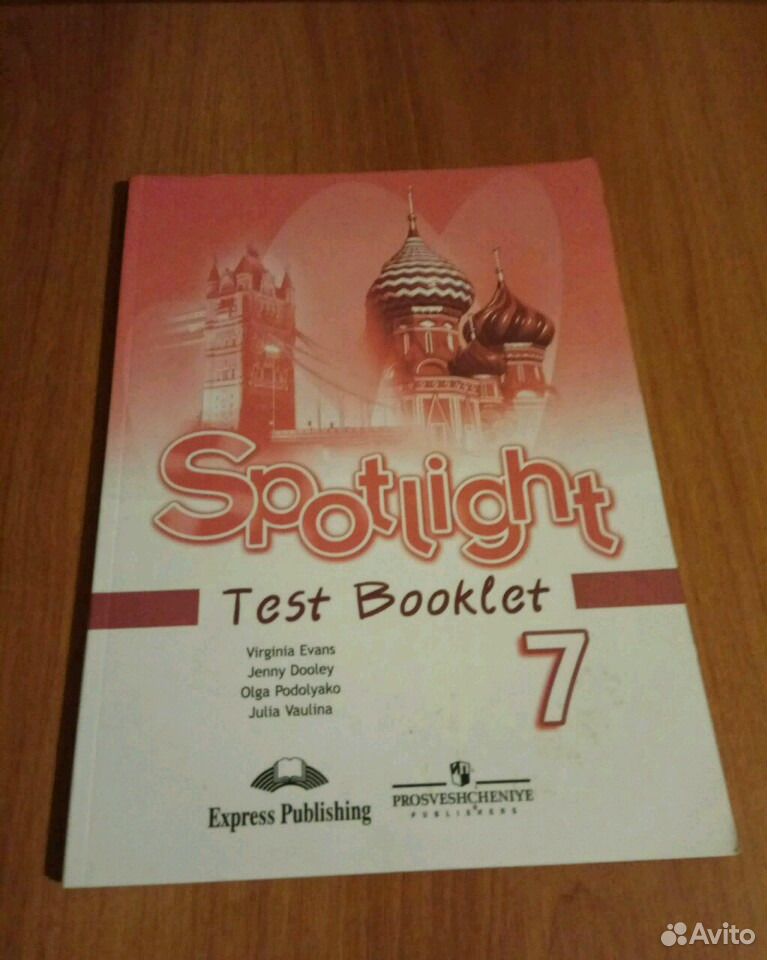 Spotlight
Test Booklet
7
Virginia Evans
Jenny Dooley
Olga Podolyako
Julia Vaulina
Express Publishing
PROSVESHCHENIYE
PUBLISHERS
Avito